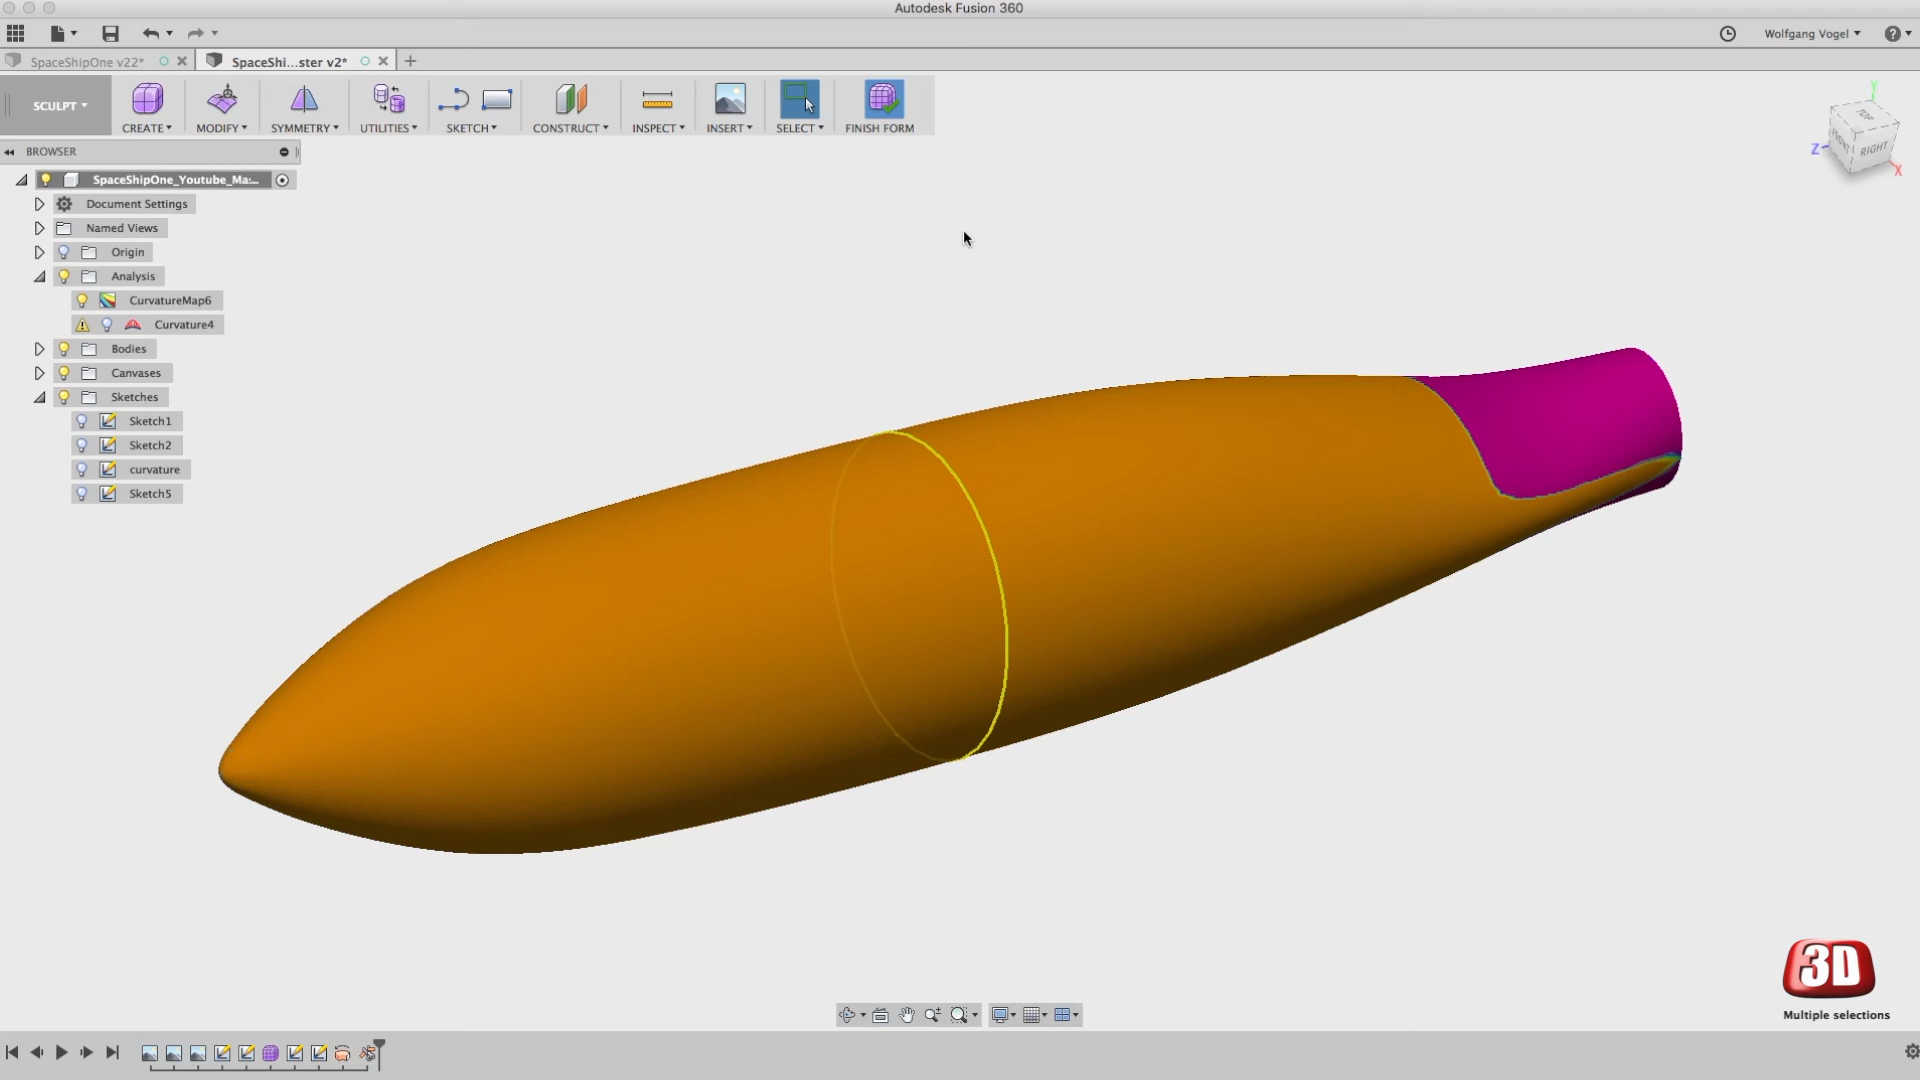 Autodesk Fusion 360
Wolfgang Vogel
SpaceShipOne v22*
SpaceShi...ster v2*
SCULPT
CREATE
MODIFY
SYMMETRY
UTILITIES
SKETCH
CONSTRUCT
INSPECT
INSERT
SELECT
FINISH FORM
BROWSER
SpaceShipOne_Youtube_Ma...
Document Settings
Named Views
Origin
Analysis
CurvatureMap6
Curvature4
Bodies
Canvases
Sketches
Sketch1
Sketch2
curvature
Sketch5
Y
TOP
FRONT
RIGHT
Z
X
3D
Multiple selections